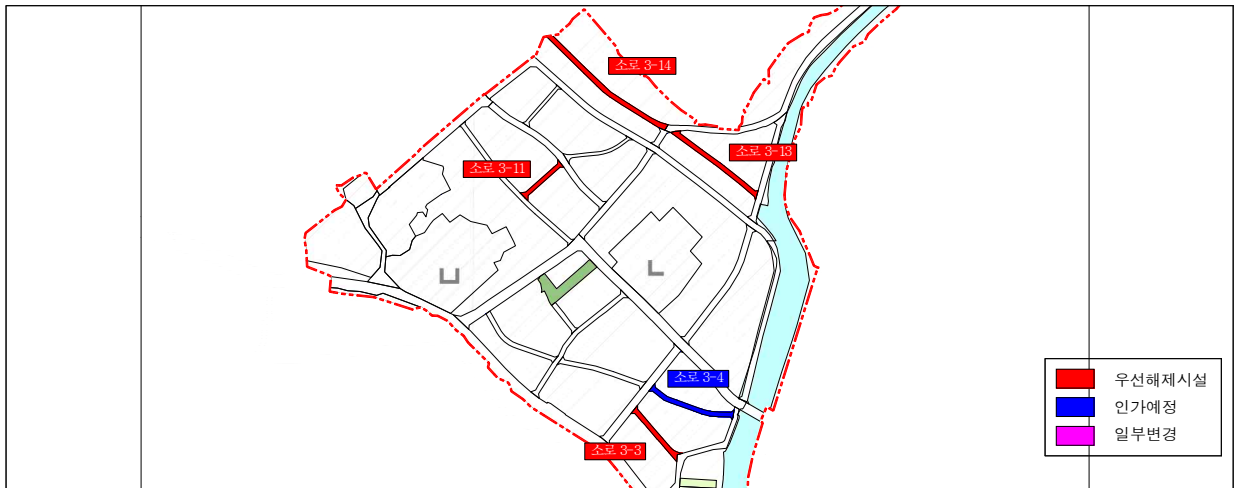 소로 3-14
소로 3-13
소로 3-11
소로 3-4
소로 3-3
우선해제시설
인가예정
일부변경